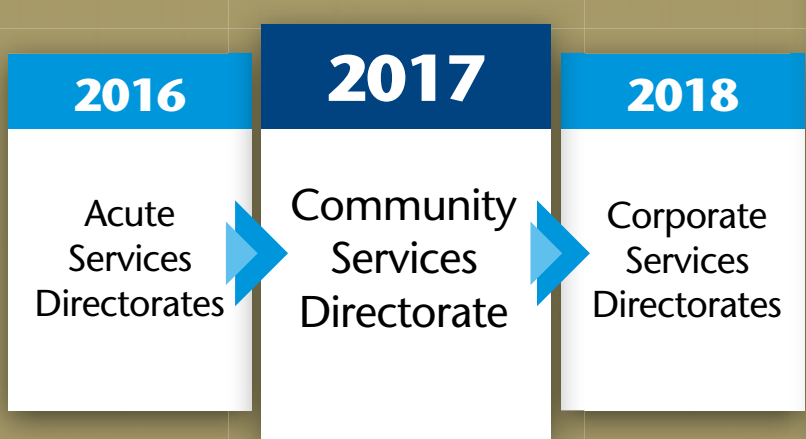 2016
Acute
Services
Directorates
2017
Community
Services
Directorate
2018
Corporate
Services
Directorates